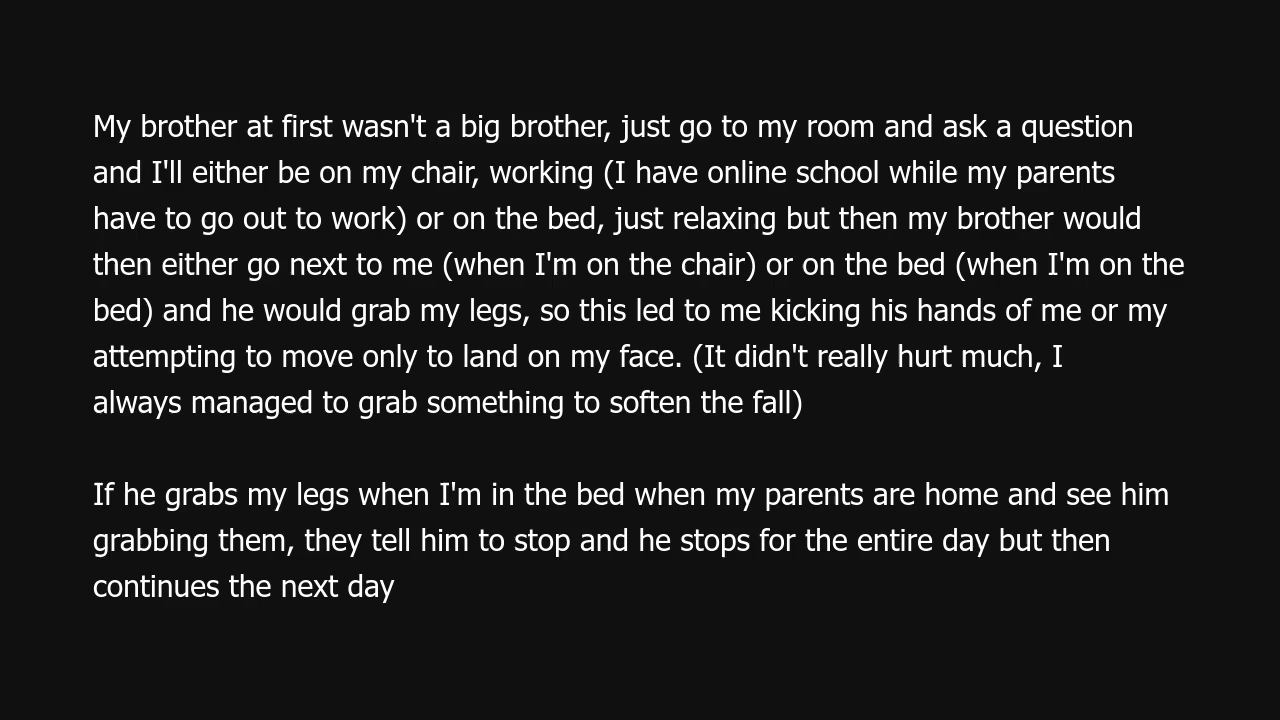 My brother at first wasn't a big brother, just go to my room and ask a question
and I'll either be on my chair, working (I have online school while my parents
have to go out to work) or on the bed, just relaxing but then my brother would
then either go next to me (when I'm on the chair) or on the bed (when I'm on the
bed) and he would grab my legs, so this led to me kicking his hands of me or my
attempting to move only to land on my face. (It didn't really hurt much, I
always managed to grab something to soften the fall)

If he grabs my legs when I'm in the bed when my parents are home and see him
grabbing them, they tell him to stop and he stops for the entire day but then
continues the next day